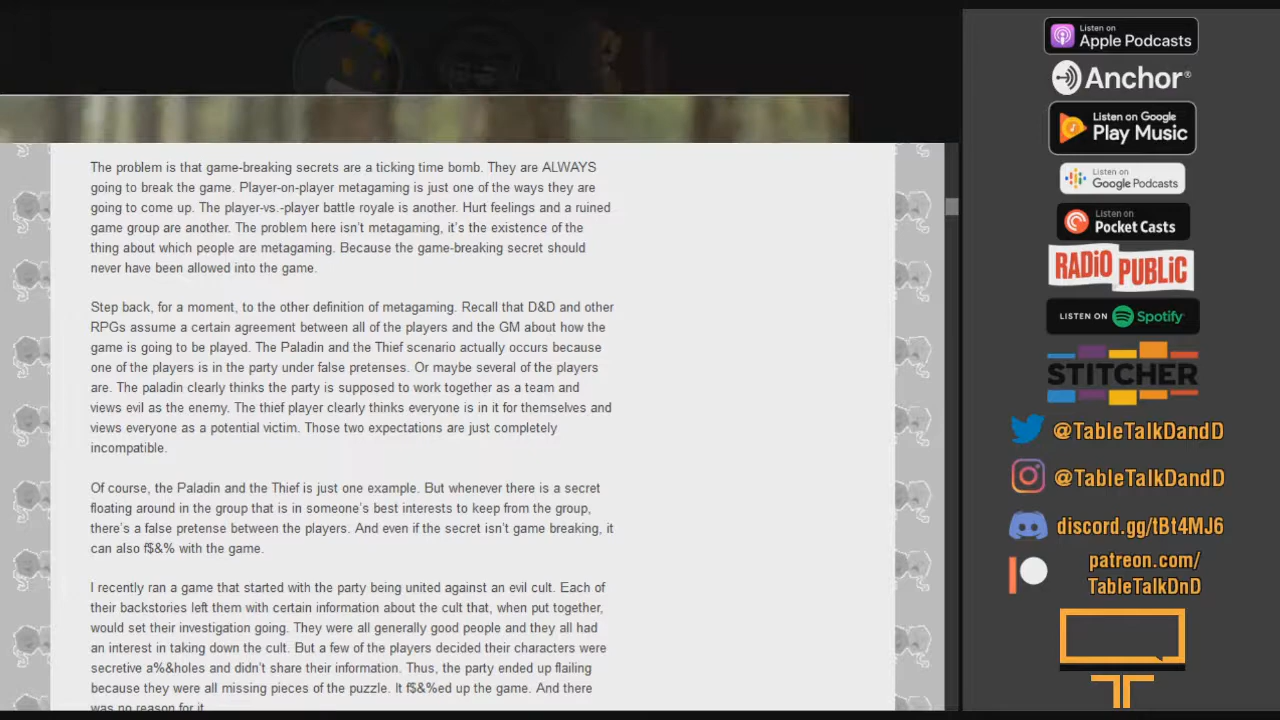 The problem is that game-breaking secrets are a ticking time bomb. They are ALWAYS
going to break the game. Player-on-player metagaming is just one of the ways they are
going to come up. The player-vs.-player battle royale is another. Hurt feelings and a ruined
game group are another. The problem here isn't metagaming, it's the existence of the
thing about which people are metagaming. Because the game-breaking secret should
never have been allowed into the game.
Step back, for a moment, to the other definition of metagaming. Recall that D&D and other
RPGs assume a certain agreement between all of the players and the GM about how the
game is going to be played. The Paladin and the Thief scenario actually occurs because
one of the players is in the party under false pretenses. Or maybe several of the players
are. The paladin clearly thinks the party is supposed to work together as a team and
views evil as the enemy. The thief player clearly thinks everyone is in it for themselves and
views everyone as a potential victim. Those two expectations are just completely
incompatible.
Of course, the Paladin and the Thief is just one example. But whenever there is a secret
floating around in the group that is in someone's best interests to keep from the group,
there's a false pretense between the players. And even if the secret isn't game breaking, it
can also f$&% with the game.
I recently ran a game that started with the party being united against an evil cult. Each of
their backstories left them with certain information about the cult that, when put together,
would set their investigation going. They were all generally good people and they all had
an interest in taking down the cult. But a few of the players decided their characters were
secretive a%&holes and didn't share their information. Thus, the party ended up flailing
because they were all missing pieces of the puzzle. It f$&%ed up the game. And there
was no reason for it.
Listen on
Apple Podcasts
Anchor®
Listen on Google
Play Music
Listen on
Google Podcasts
Listen on
Pocket Casts
RADIO PUBLIC
LISTEN ON Spotify
STITCHER
@TableTalkDandD
@TableTalkDandD
discord.gg/tBt4MJ6
patreon.com/
TableTalkDnD